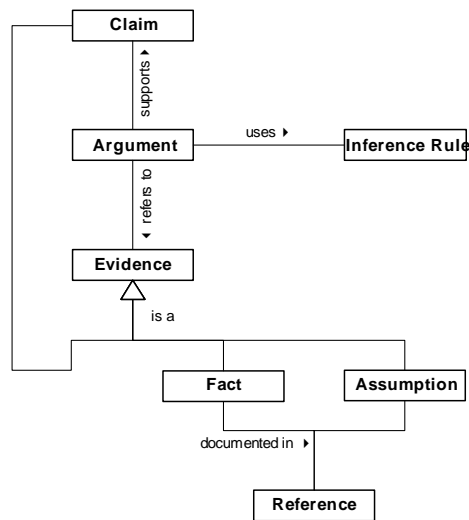 Claim
supports
Argument
uses
Inference Rule
refers to
Evidence
is a
Fact
Assumption
documented in
Reference